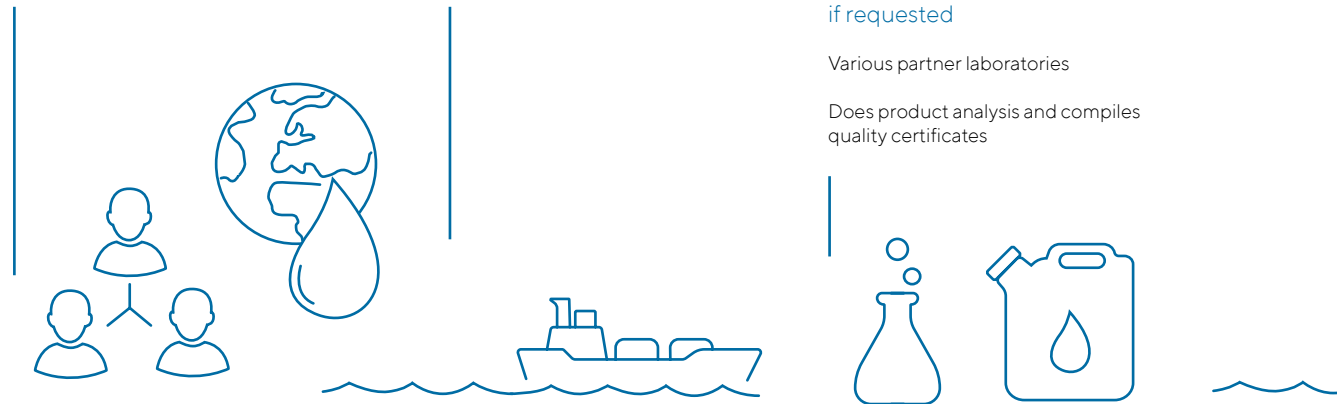 if requested
Various partner laboratories
Does product analysis and compiles
quality certificates